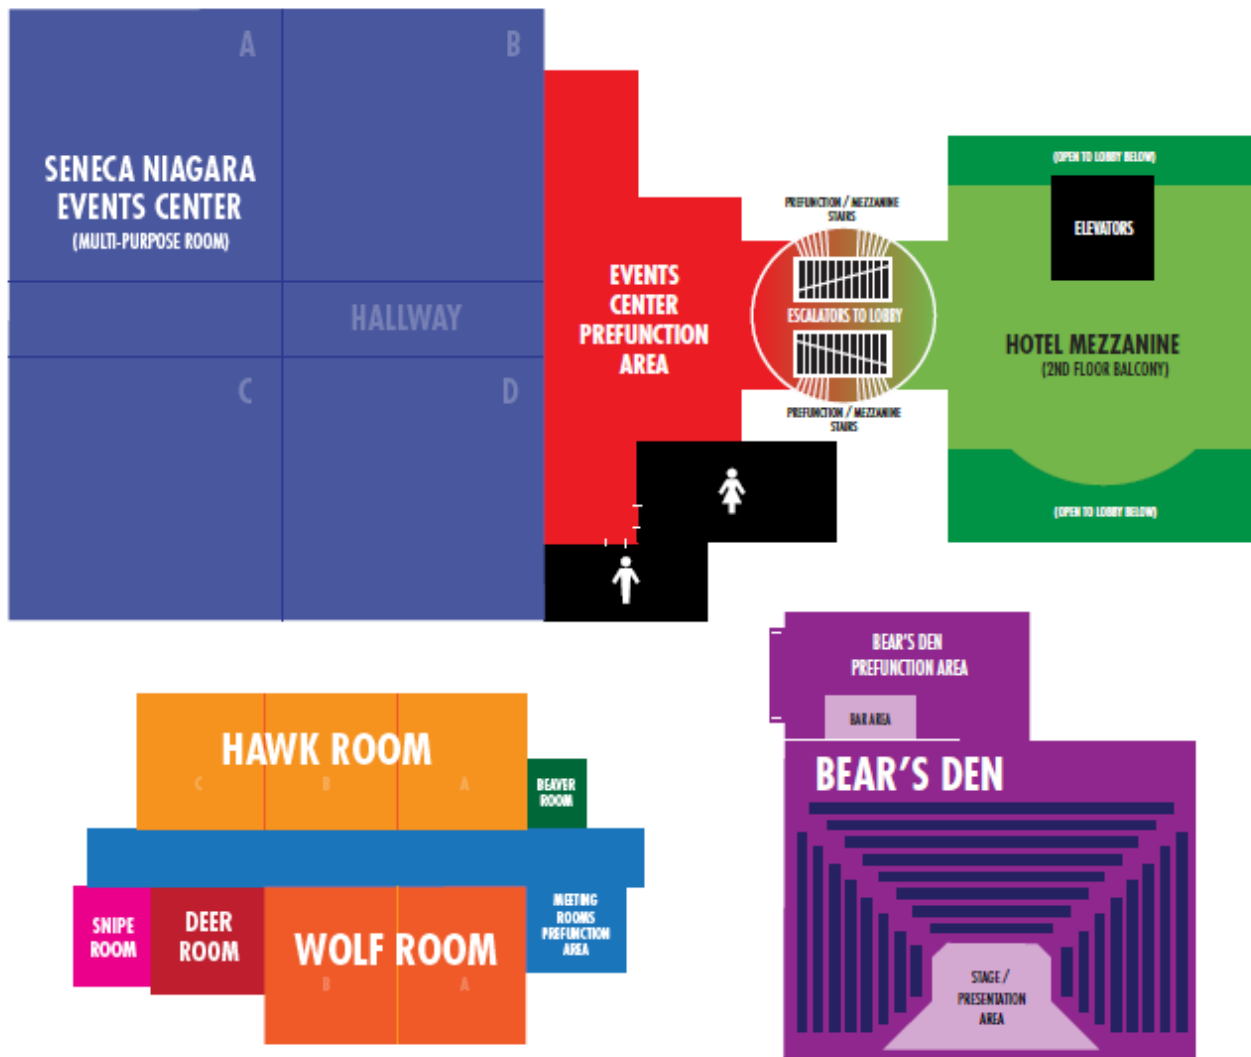 A
B
SENECA NIAGARA
EVENTS CENTER
(MULTI-PURPOSE ROOM)
HALLWAY
C
D
EVENTS
CENTER
PREFUNCTION
AREA
PREFUNCTION / MEZZANINE
STAIRS
ESCALATORS TO LOBBY
PREFUNCTION / MEZZANINE
STAIRS
(OPEN TO LOBBY BELOW)
ELEVATORS
HOTEL MEZZANINE
(2ND FLOOR BALCONY)
(OPEN TO LOBBY BELOW)
HAWK ROOM
C
B
A
BEAVER
ROOM
SNIPE
ROOM
DEER
ROOM
WOLF ROOM
B
A
MEETING
ROOMS
PREFUNCTION
AREA
BEAR'S DEN
PREFUNCTION AREA
BAR AREA
BEAR'S DEN
STAGE /
PRESENTATION
AREA